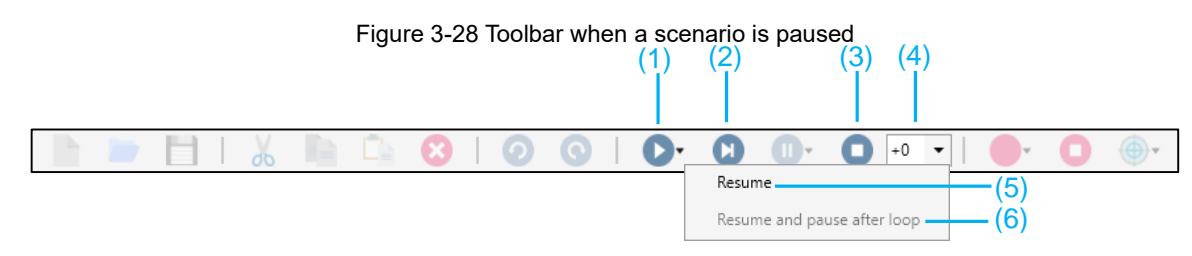 Figure 3-28 Toolbar when a scenario is paused
(1) (2) (3) (4)
+0
Resume (5)
Resume and pause after loop (6)